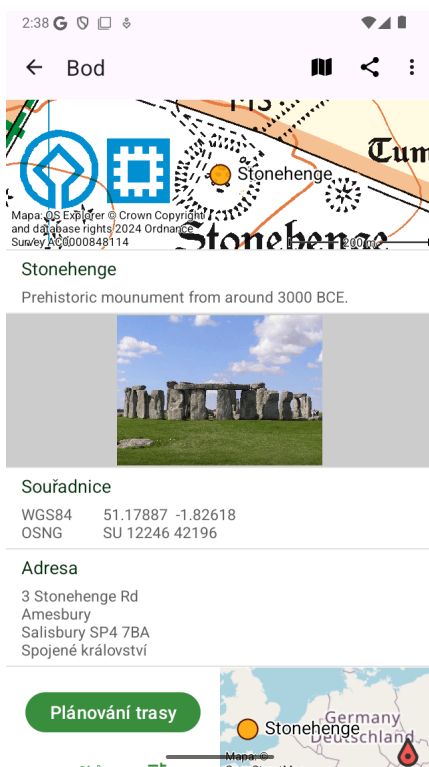 2:38
Bod
Tum
Stonehenge
Mapa: OS Explorer © Crown Copyright
and database rights 2024 Ordnance
Survey AC0000848114
Stonehenge
200 m
Stonehenge
Prehistoric mounument from around 3000 BCE.
Souřadnice
WGS84 51.17887 -1.82618
OSNG SU 12246 42196
Adresa
3 Stonehenge Rd
Amesbury
Salisbury SP4 7BA
Spojené království
Plánování trasy
Germany
Stonehenge
Deutschland
Mapa: ©